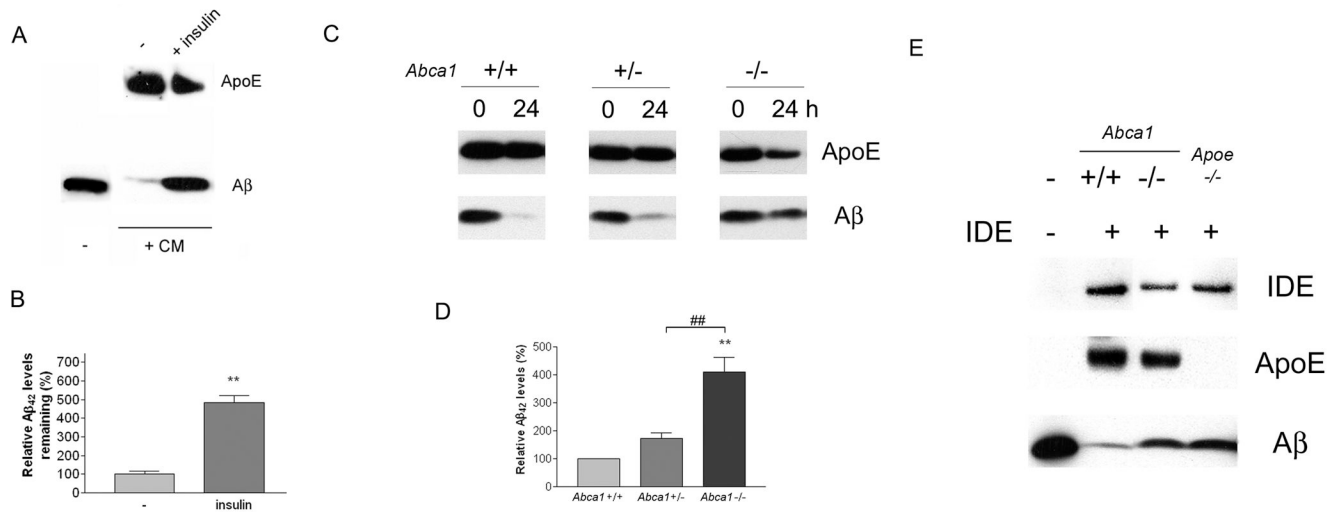 A
- + insulin
ApoE
Aβ
- + CM
B
Relative Aβ42 levels
remaining (%)
700
600
500
400
300
200
100
0
**
- insulin
C
Abca1 +/+ +/- -/-
0 24 0 24 0 24 h
ApoE
Aβ
D
Relative Aβ42 levels (%)
500
400
300
200
100
0
##
**
Abca1+/+ Abca1+/- Abca1-/-
E
Abca1 Apoe
- +/+ -/- -/-
IDE - + + +
IDE
ApoE
Aβ